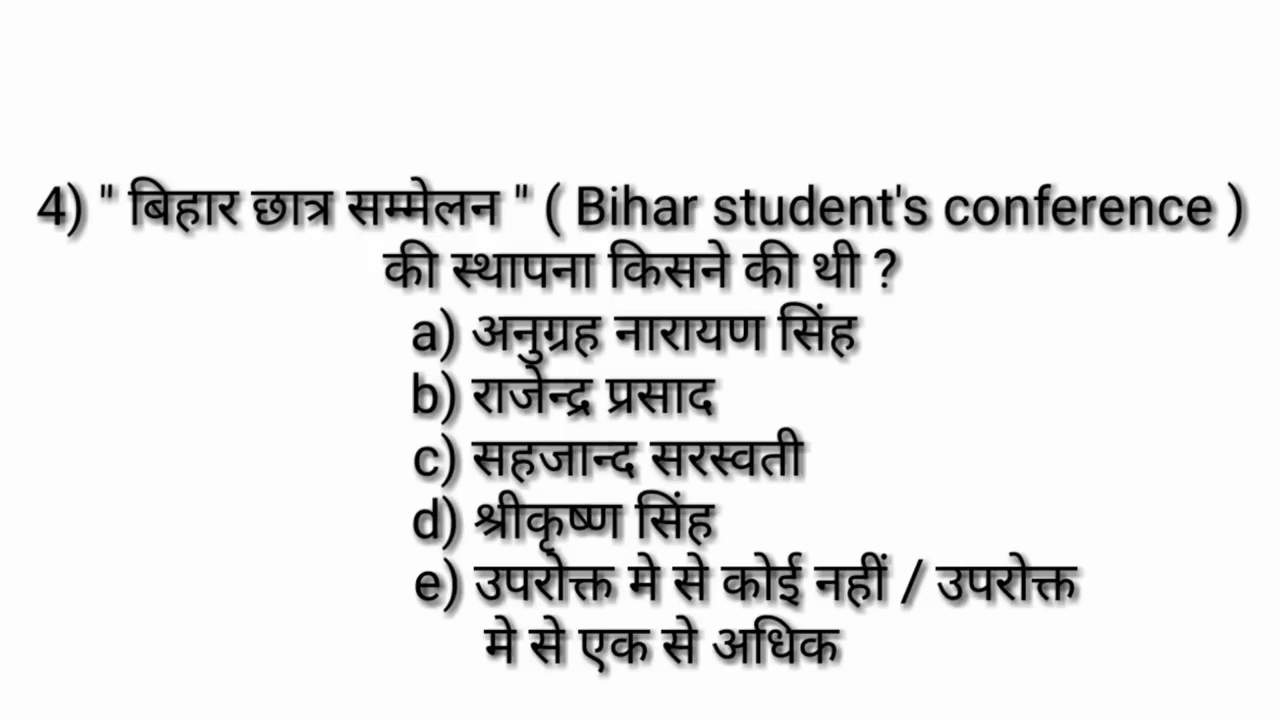 4) " बिहार छात्र सम्मेलन " ( Bihar student's conference )
की स्थापना किसने की थी ?
a) अनुग्रह नारायण सिंह
b) राजेन्द्र प्रसाद
c) सहजान्द सरस्वती
d) श्रीकृष्ण सिंह
e) उपरोक्त मे से कोई नहीं / उपरोक्त
मे से एक से अधिक